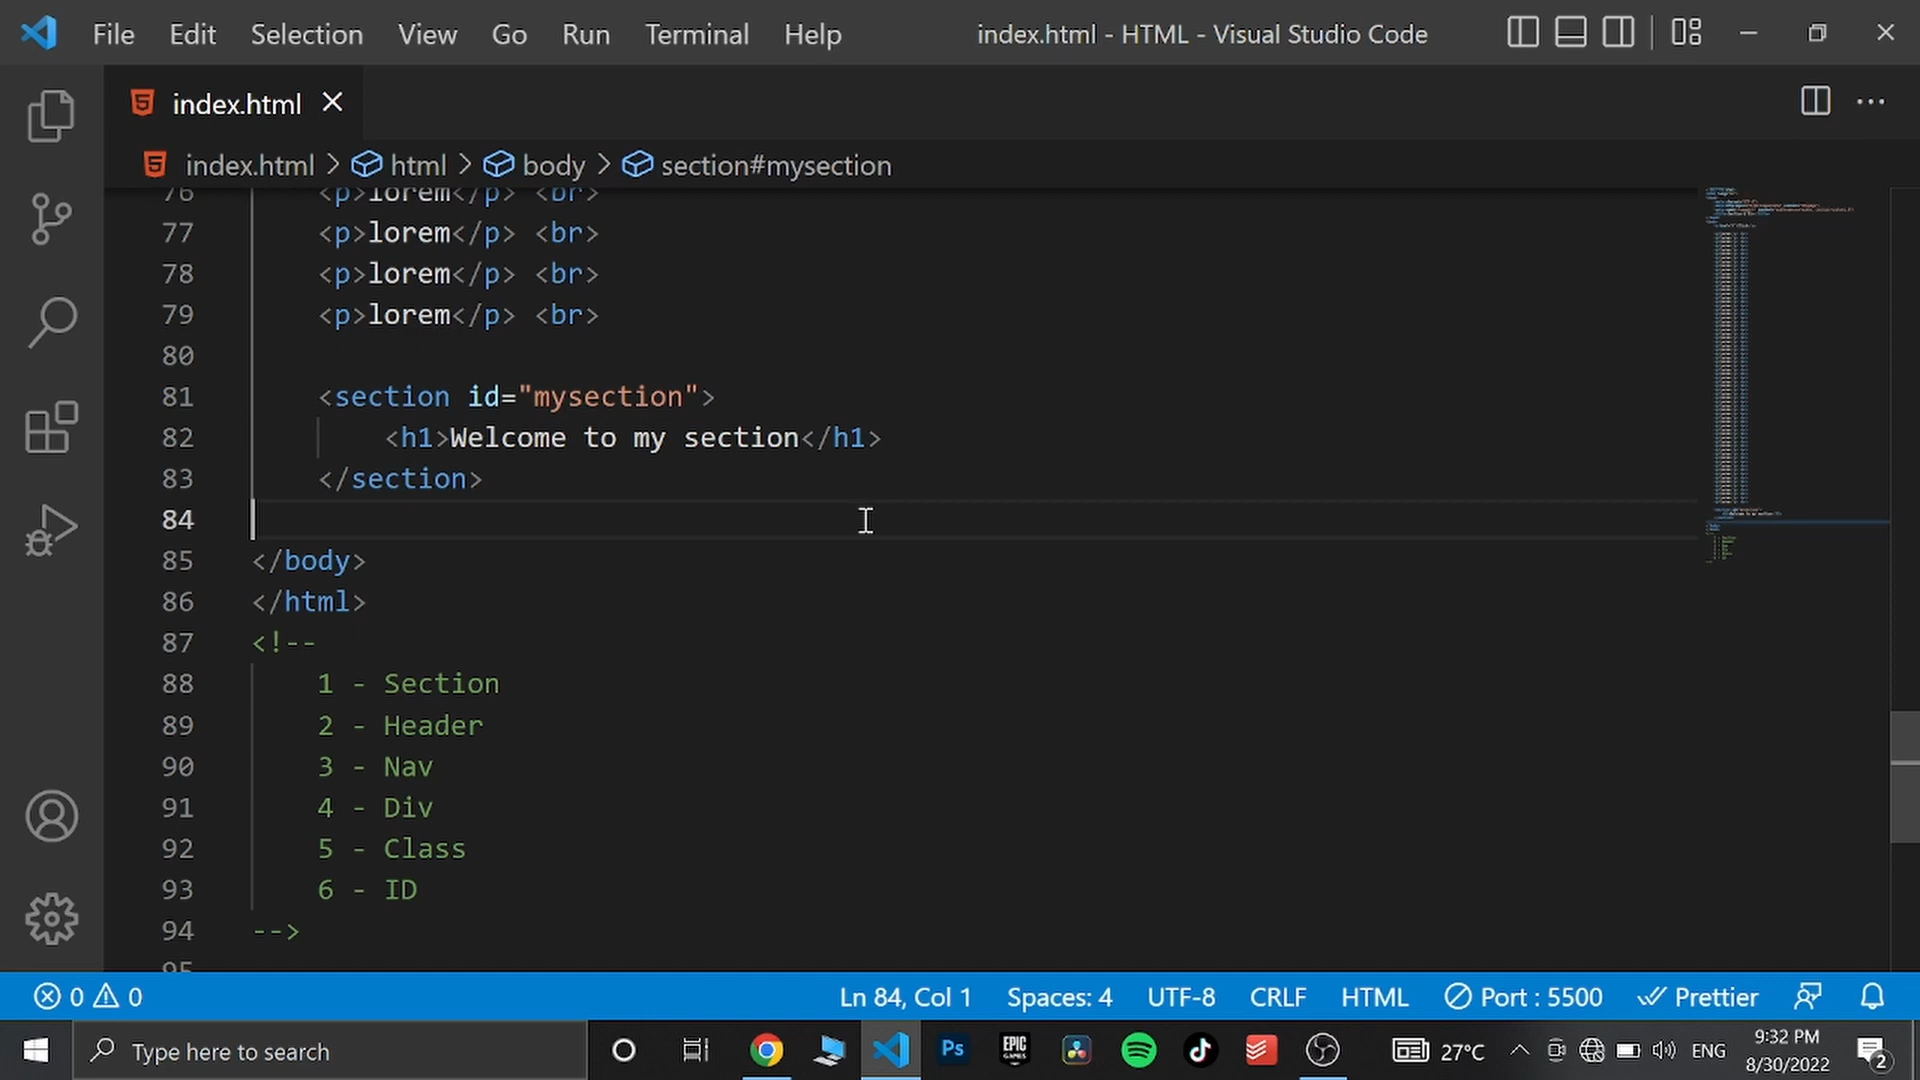 File Edit Selection View Go Run Terminal Help index.html - HTML - Visual Studio Code
index.html
index.html > html > body > section#mysection
76 <p>lorem</p> <br>
77 <p>lorem</p> <br>
78 <p>lorem</p> <br>
79 <p>lorem</p> <br>
80
81 <section id="mysection">
82 <h1>Welcome to my section</h1>
83 </section>
84
85 </body>
86 </html>
87 <!--
88 1 - Section
89 2 - Header
90 3 - Nav
91 4 - Div
92 5 - Class
93 6 - ID
94 -->
95
0 0 Ln 84, Col 1 Spaces: 4 UTF-8 CRLF HTML Port : 5500 Prettier
Type here to search Ps EPIC GAMES 27°C ENG 9:32 PM
8/30/2022 2